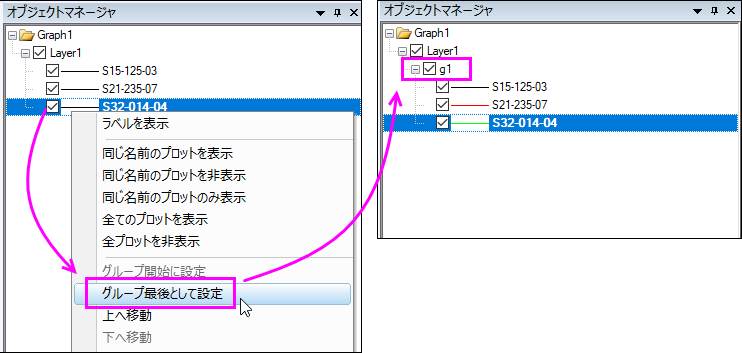 オブジェクトマネージャ
Graph1
Layer1
S15-125-03
S21-235-07
S32-014-04
ラベルを表示
同じ名前のプロットを表示
同じ名前のプロットを非表示
同じ名前のプロットのみ表示
全てのプロットを表示
全プロットを非表示
グループ開始に設定
グループ最後として設定
上へ移動
下へ移動
オブジェクトマネージャ
Graph1
Layer1
g1
S15-125-03
S21-235-07
S32-014-04